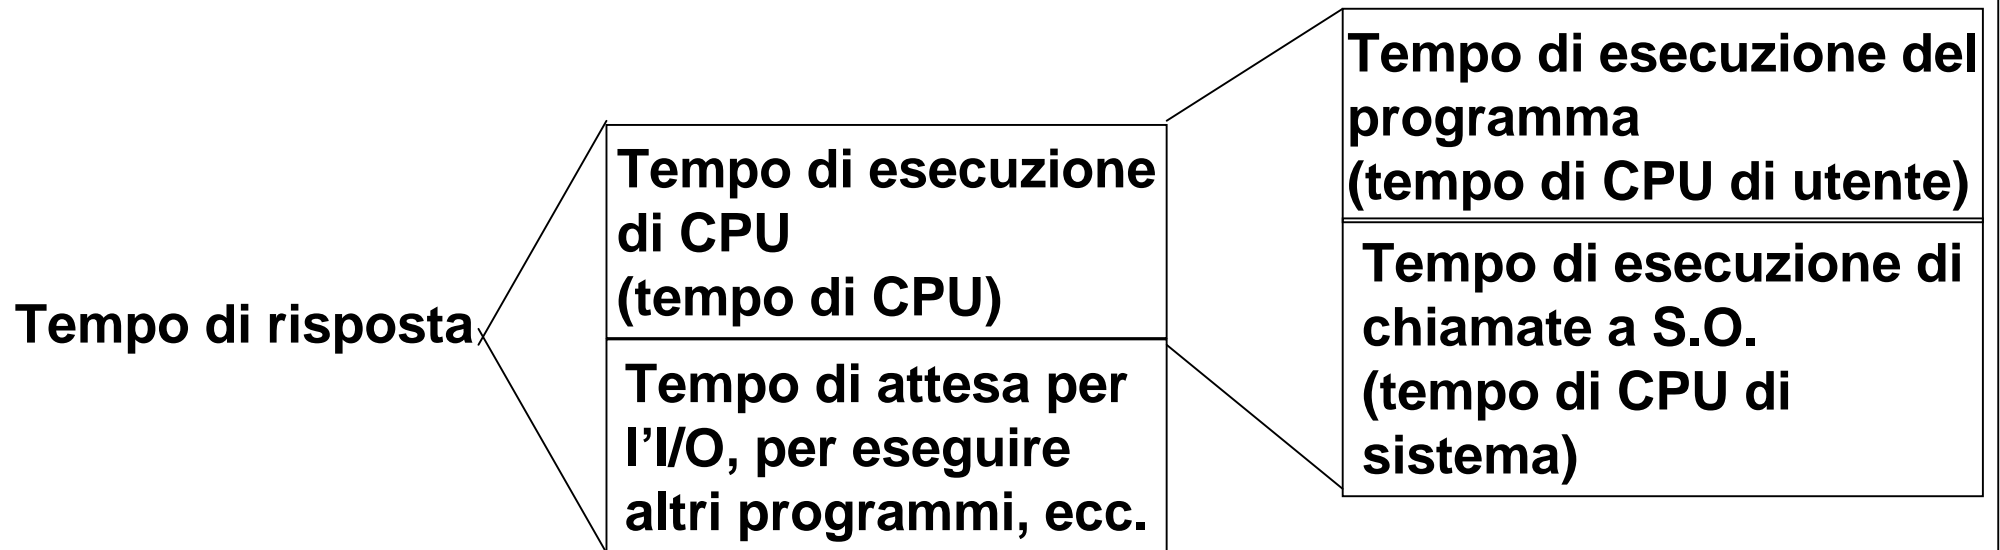 Tempo di risposta
Tempo di esecuzione
di CPU
(tempo di CPU)
Tempo di attesa per
l’I/O, per eseguire
altri programmi, ecc.
Tempo di esecuzione del
programma
(tempo di CPU di utente)
Tempo di esecuzione di
chiamate a S.O.
(tempo di CPU di
sistema)